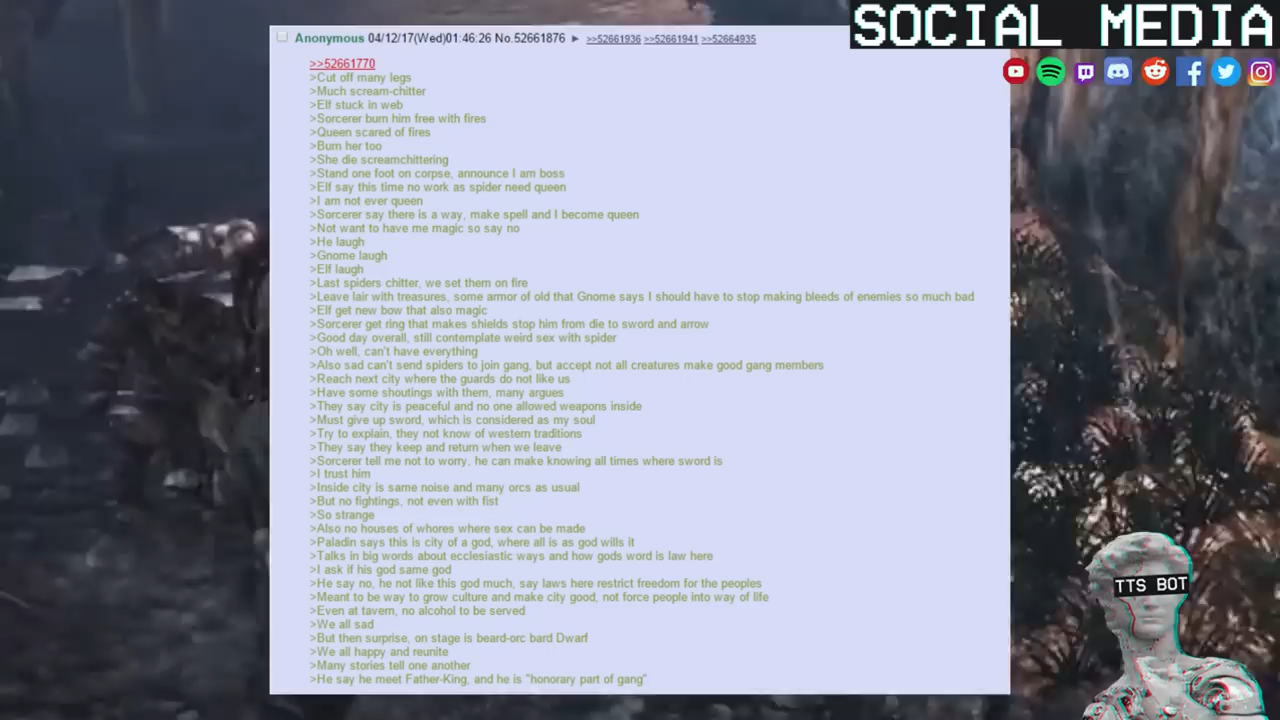 SOCIAL MEDIA
Anonymous 04/12/17(Wed)01:46:26 No.52661876 ► >>52661936 >>52661941 >>52664935
>>52661770
>Cut off many legs
>Much scream-chitter
>Elf stuck in web
>Sorcerer burn him free with fires
>Queen scared of fires
>Burn her too
>She die screamchittering
>Stand one foot on corpse, announce I am boss
>Elf say this time no work as spider need queen
>I am not ever queen
>Sorcerer say there is a way, make spell and I become queen
>Not want to have me magic so say no
>He laugh
>Gnome laugh
>Elf laugh
>Last spiders chitter, we set them on fire
>Leave lair with treasures, some armor of old that Gnome says I should have to stop making bleeds of enemies so much bad
>Elf get new bow that also magic
>Sorcerer get ring that makes shields stop him from die to sword and arrow
>Good day overall, still contemplate weird sex with spider
>Oh well, can't have everything
>Also sad can't send spiders to join gang, but accept not all creatures make good gang members
>Reach next city where the guards do not like us
>Have some shoutings with them, many argues
>They say city is peaceful and no one allowed weapons inside
>Must give up sword, which is considered as my soul
>Try to explain, they not know of western traditions
>They say they keep and return when we leave
>Sorcerer tell me not to worry, he can make knowing all times where sword is
>I trust him
>Inside city is same noise and many orcs as usual
>But no fightings, not even with fist
>So strange
>Also no houses of whores where sex can be made
>Paladin says this is city of a god, where all is as god wills it
>Talks in big words about ecclesiastic ways and how gods word is law here
>I ask if his god same god
>He say no, he not like this god much, say laws here restrict freedom for the peoples
>Meant to be way to grow culture and make city good, not force people into way of life
>Even at tavern, no alcohol to be served
>We all sad
>But then surprise, on stage is beard-orc bard Dwarf
>We all happy and reunite
>Many stories tell one another
>He say he meet Father-King, and he is "honorary part of gang"
TTS BOT